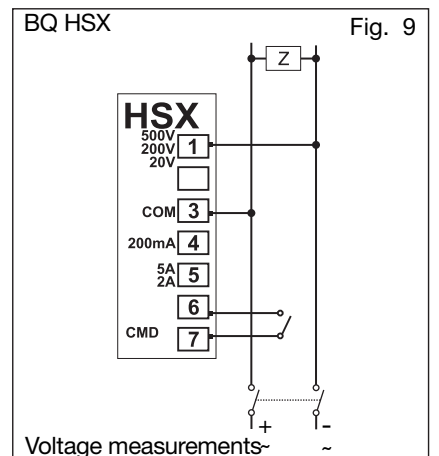 BQ HSX
Fig. 9
Z
HSX
500V
200V
20V
1
COM 3
200mA 4
5A
2A
5
6
CMD 7
+ -
Voltage measurements~ ~